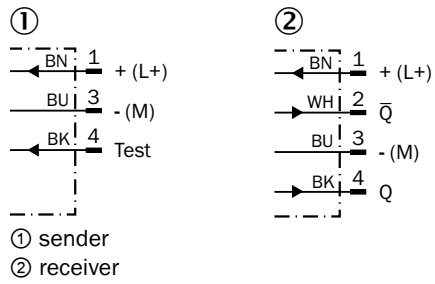 ① ②
BN 1 + (L+)
BU 3 - (M)
BK 4 Test
BN 1 + (L+)
WH 2 Q̅
BU 3 - (M)
BK 4 Q
① sender
② receiver